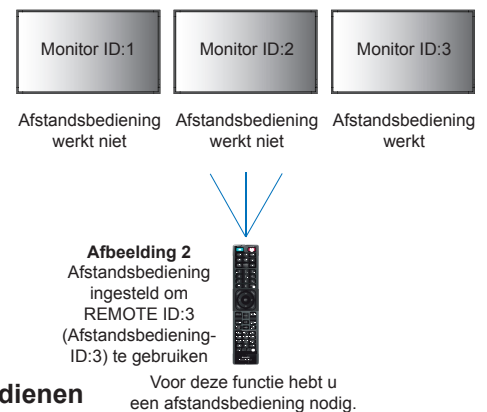 Monitor ID:1
Monitor ID:2
Monitor ID:3
Afstandsbediening
werkt niet
Afstandsbediening
werkt niet
Afstandsbediening
werkt
Afbeelding 2
Afstandsbediening
ingesteld om
REMOTE ID:3
(Afstandsbediening-
ID:3) te gebruiken
Voor deze functie hebt u
een afstandsbediening nodig.
dienen